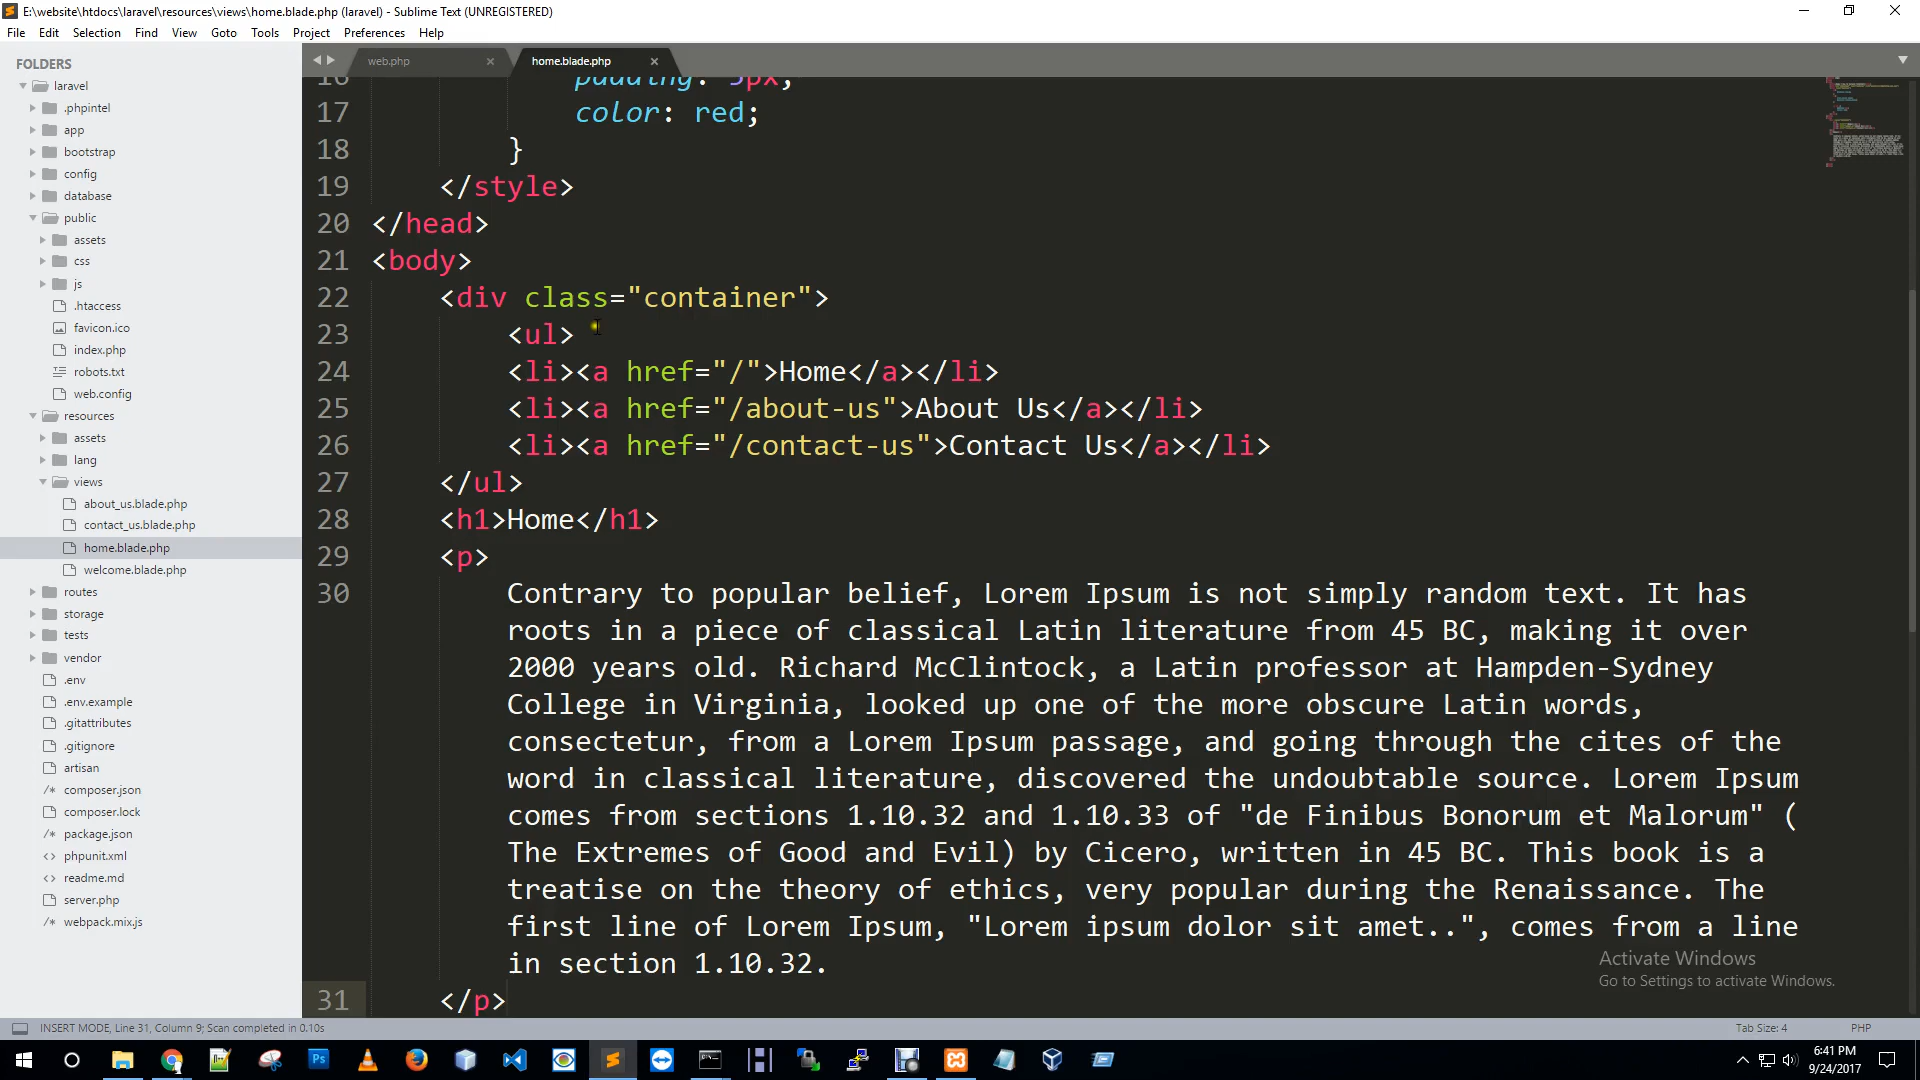 E:\website\htdocs\laravel\resources\views\home.blade.php (laravel) - Sublime Text (UNREGISTERED)
File Edit Selection Find View Goto Tools Project Preferences Help
FOLDERS
laravel
.phpintel
app
bootstrap
config
database
public
assets
css
js
.htaccess
favicon.ico
index.php
robots.txt
web.config
resources
assets
lang
views
about_us.blade.php
contact_us.blade.php
home.blade.php
welcome.blade.php
routes
storage
tests
vendor
.env
.env.example
.gitattributes
.gitignore
artisan
composer.json
composer.lock
package.json
phpunit.xml
readme.md
server.php
webpack.mix.js
web.php
home.blade.php
16 padding: 5px;
17 color: red;
18 }
19 </style>
20 </head>
21 <body>
22 <div class="container">
23 <ul>
24 <li><a href="/">Home</a></li>
25 <li><a href="/about-us">About Us</a></li>
26 <li><a href="/contact-us">Contact Us</a></li>
27 </ul>
28 <h1>Home</h1>
29 <p>
30 Contrary to popular belief, Lorem Ipsum is not simply random text. It has
roots in a piece of classical Latin literature from 45 BC, making it over
2000 years old. Richard McClintock, a Latin professor at Hampden-Sydney
College in Virginia, looked up one of the more obscure Latin words,
consectetur, from a Lorem Ipsum passage, and going through the cites of the
word in classical literature, discovered the undoubtable source. Lorem Ipsum
comes from sections 1.10.32 and 1.10.33 of "de Finibus Bonorum et Malorum" (
The Extremes of Good and Evil) by Cicero, written in 45 BC. This book is a
treatise on the theory of ethics, very popular during the Renaissance. The
first line of Lorem Ipsum, "Lorem ipsum dolor sit amet..", comes from a line
in section 1.10.32.
31 </p>
Activate Windows
Go to Settings to activate Windows.
INSERT MODE, Line 31, Column 9; Scan completed in 0.10s
Tab Size: 4
PHP
6:41 PM
9/24/2017